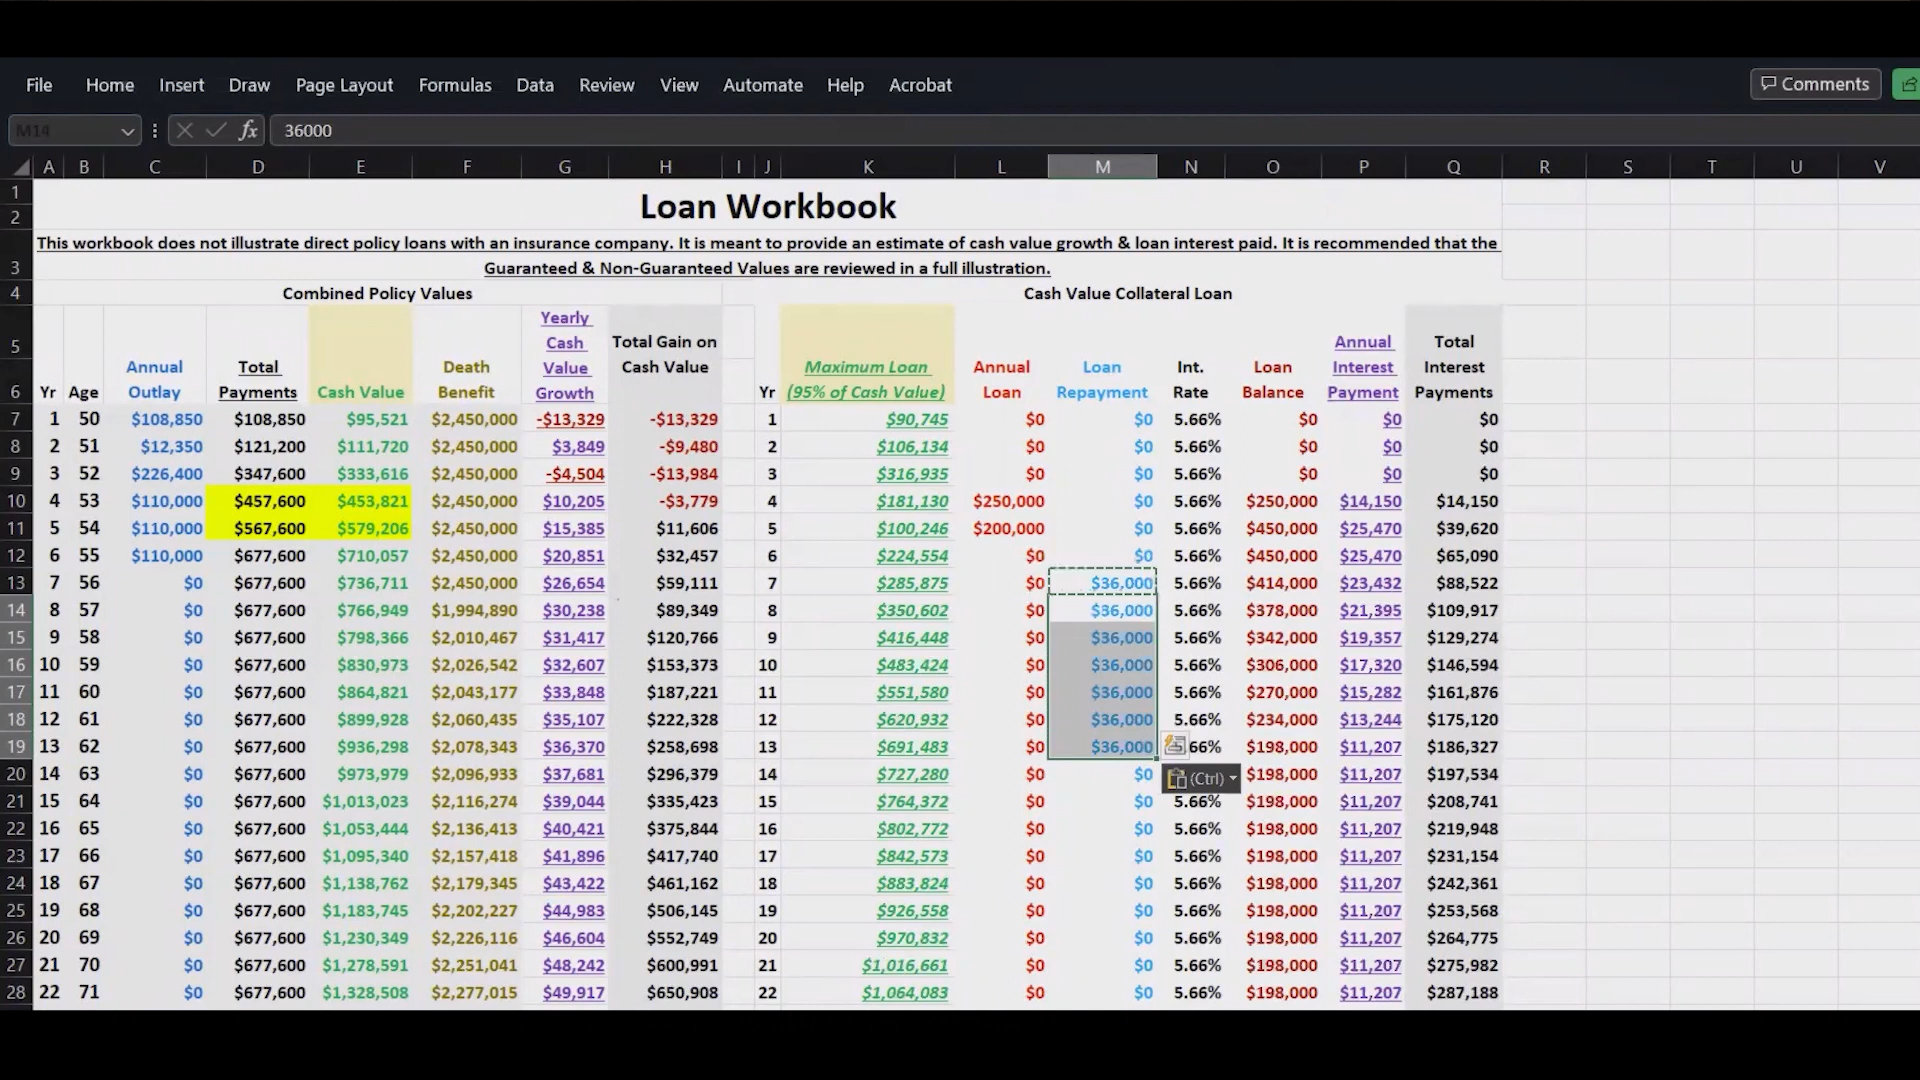 File Home Insert Draw Page Layout Formulas Data Review View Automate Help Acrobat Comments
M14 fx 36000
A B C D E F G H I J K L M N O P Q R S T U V
1 Loan Workbook
2
This workbook does not illustrate direct policy loans with an insurance company. It is meant to provide an estimate of cash value growth & loan interest paid. It is recommended that the
3 Guaranteed & Non-Guaranteed Values are reviewed in a full illustration.
4 Combined Policy Values Cash Value Collateral Loan
Yearly
5 Cash Total Gain on Annual Total
Annual Total Death Value Cash Value Maximum Loan Annual Loan Int. Loan Interest Interest
6 Yr Age Outlay Payments Cash Value Benefit Growth Yr (95% of Cash Value) Loan Repayment Rate Balance Payment Payments
7 1 50 $108,850 $108,850 $95,521 $2,450,000 -$13,329 -$13,329 1 $90,745 $0 $0 5.66% $0 $0 $0
8 2 51 $12,350 $121,200 $111,720 $2,450,000 $3,849 -$9,480 2 $106,134 $0 $0 5.66% $0 $0 $0
9 3 52 $226,400 $347,600 $333,616 $2,450,000 -$4,504 -$13,984 3 $316,935 $0 $0 5.66% $0 $0 $0
10 4 53 $110,000 $457,600 $453,821 $2,450,000 $10,205 -$3,779 4 $181,130 $250,000 $0 5.66% $250,000 $14,150 $14,150
11 5 54 $110,000 $567,600 $579,206 $2,450,000 $15,385 $11,606 5 $100,246 $200,000 $0 5.66% $450,000 $25,470 $39,620
12 6 55 $110,000 $677,600 $710,057 $2,450,000 $20,851 $32,457 6 $224,554 $0 $0 5.66% $450,000 $25,470 $65,090
13 7 56 $0 $677,600 $736,711 $2,450,000 $26,654 $59,111 7 $285,875 $0 $36,000 5.66% $414,000 $23,432 $88,522
14 8 57 $0 $677,600 $766,949 $1,994,890 $30,238 $89,349 8 $350,602 $0 $36,000 5.66% $378,000 $21,395 $109,917
15 9 58 $0 $677,600 $798,366 $2,010,467 $31,417 $120,766 9 $416,448 $0 $36,000 5.66% $342,000 $19,357 $129,274
16 10 59 $0 $677,600 $830,973 $2,026,542 $32,607 $153,373 10 $483,424 $0 $36,000 5.66% $306,000 $17,320 $146,594
17 11 60 $0 $677,600 $864,821 $2,043,177 $33,848 $187,221 11 $551,580 $0 $36,000 5.66% $270,000 $15,282 $161,876
18 12 61 $0 $677,600 $899,928 $2,060,435 $35,107 $222,328 12 $620,932 $0 $36,000 5.66% $234,000 $13,244 $175,120
19 13 62 $0 $677,600 $936,298 $2,078,343 $36,370 $258,698 13 $691,483 $0 $36,000 66% $198,000 $11,207 $186,327
20 14 63 $0 $677,600 $973,979 $2,096,933 $37,681 $296,379 14 $727,280 $0 $0 (Ctrl) $198,000 $11,207 $197,534
21 15 64 $0 $677,600 $1,013,023 $2,116,274 $39,044 $335,423 15 $764,372 $0 $0 5.66% $198,000 $11,207 $208,741
22 16 65 $0 $677,600 $1,053,444 $2,136,413 $40,421 $375,844 16 $802,772 $0 $0 5.66% $198,000 $11,207 $219,948
23 17 66 $0 $677,600 $1,095,340 $2,157,418 $41,896 $417,740 17 $842,573 $0 $0 5.66% $198,000 $11,207 $231,154
24 18 67 $0 $677,600 $1,138,762 $2,179,345 $43,422 $461,162 18 $883,824 $0 $0 5.66% $198,000 $11,207 $242,361
25 19 68 $0 $677,600 $1,183,745 $2,202,227 $44,983 $506,145 19 $926,558 $0 $0 5.66% $198,000 $11,207 $253,568
26 20 69 $0 $677,600 $1,230,349 $2,226,116 $46,604 $552,749 20 $970,832 $0 $0 5.66% $198,000 $11,207 $264,775
27 21 70 $0 $677,600 $1,278,591 $2,251,041 $48,242 $600,991 21 $1,016,661 $0 $0 5.66% $198,000 $11,207 $275,982
28 22 71 $0 $677,600 $1,328,508 $2,277,015 $49,917 $650,908 22 $1,064,083 $0 $0 5.66% $198,000 $11,207 $287,188